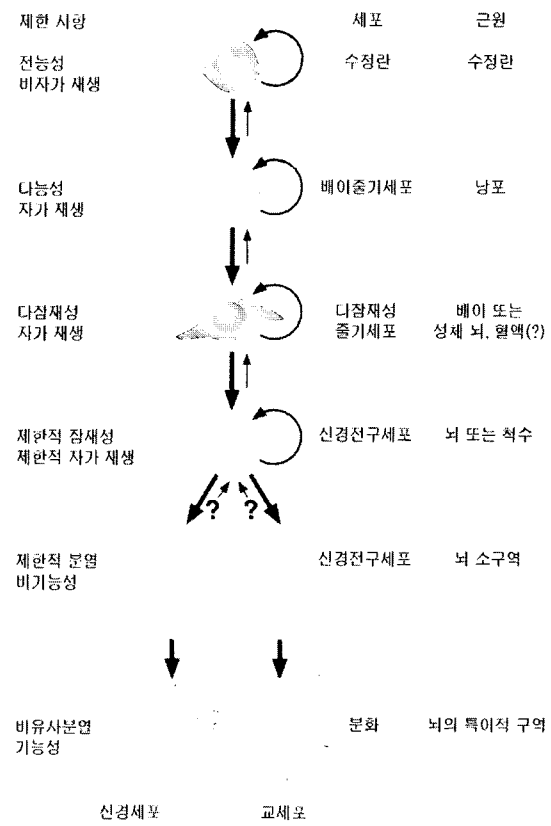 제한 사항 세포 근원
전능성 수정란 수정란
비자가 재생
다능성 배아줄기세포 낭포
자가 재생
다잠재성 다잠재성 배아 또는
자가 재생 줄기세포 성체 뇌, 혈액(?)
제한적 잠재성 신경전구세포 뇌 또는 척수
제한적 자가 재생
? ?
제한적 분열 신경전구세포 뇌 소구역
비기능성
비유사분열 분화 뇌의 특이적 구역
기능성
신경세포 교세포